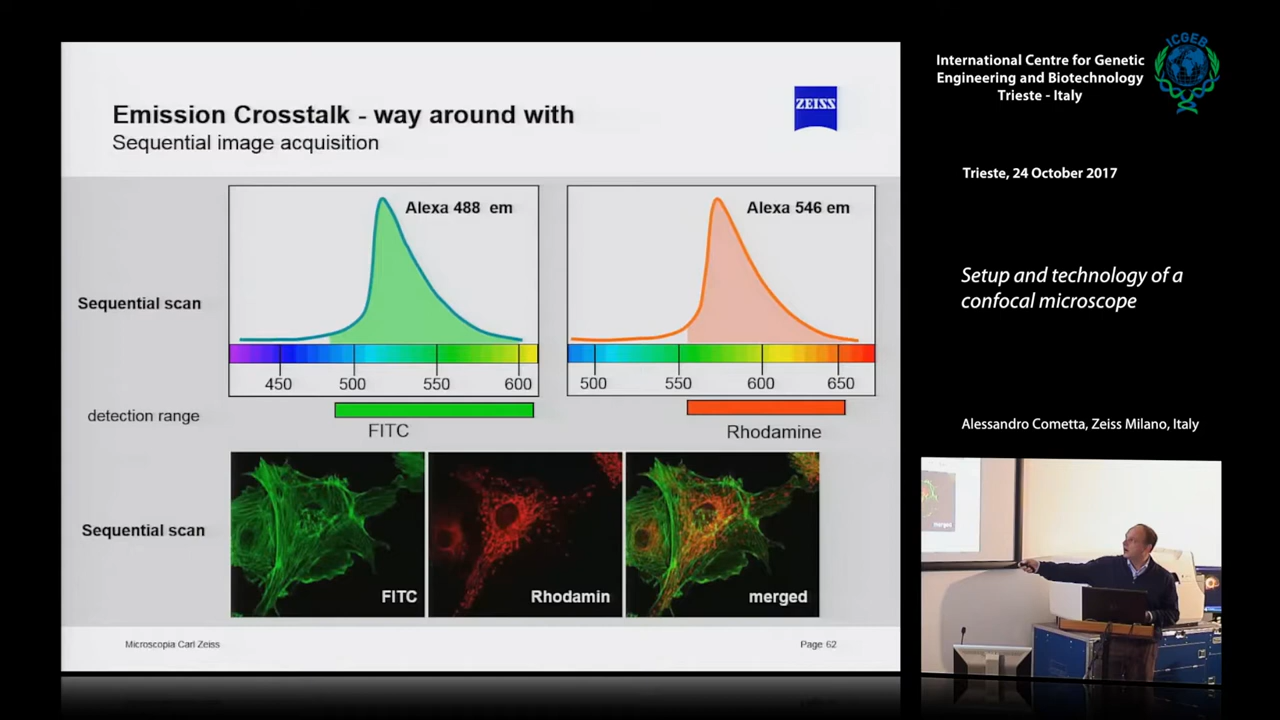 Emission Crosstalk - way around with
Sequential image acquisition
ZEISS
Sequential scan
Alexa 488 em
450 500 550 600
Alexa 546 em
500 550 600 650
detection range
FITC
Rhodamine
Sequential scan
FITC
Rhodamin
merged
Microscopia Carl Zeiss
Page 62
International Centre for Genetic
Engineering and Biotechnology
Trieste - Italy
ICGEB
Trieste, 24 October 2017
Setup and technology of a
confocal microscope
Alessandro Cometta, Zeiss Milano, Italy
merged